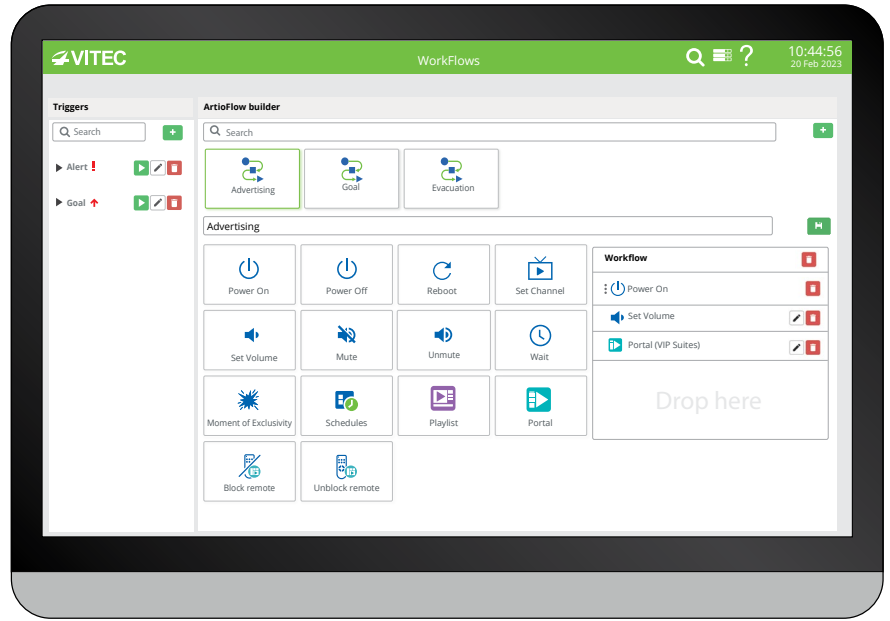 VITEC
WorkFlows
?
10:44:56
20 Feb 2023
Triggers
Search
+
Alert !
Goal
ArtioFlow builder
Search
+
Advertising
Goal
Evacuation
Advertising
Power On
Power Off
Reboot
Set Channel
Set Volume
Mute
Unmute
Wait
Moment of Exclusivity
Schedules
Playlist
Portal
Block remote
Unblock remote
Workflow
Power On
Set Volume
Portal (VIP Suites)
Drop here